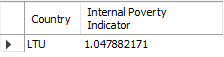 Country Internal Poverty
Indicator
LTU 1.047882171